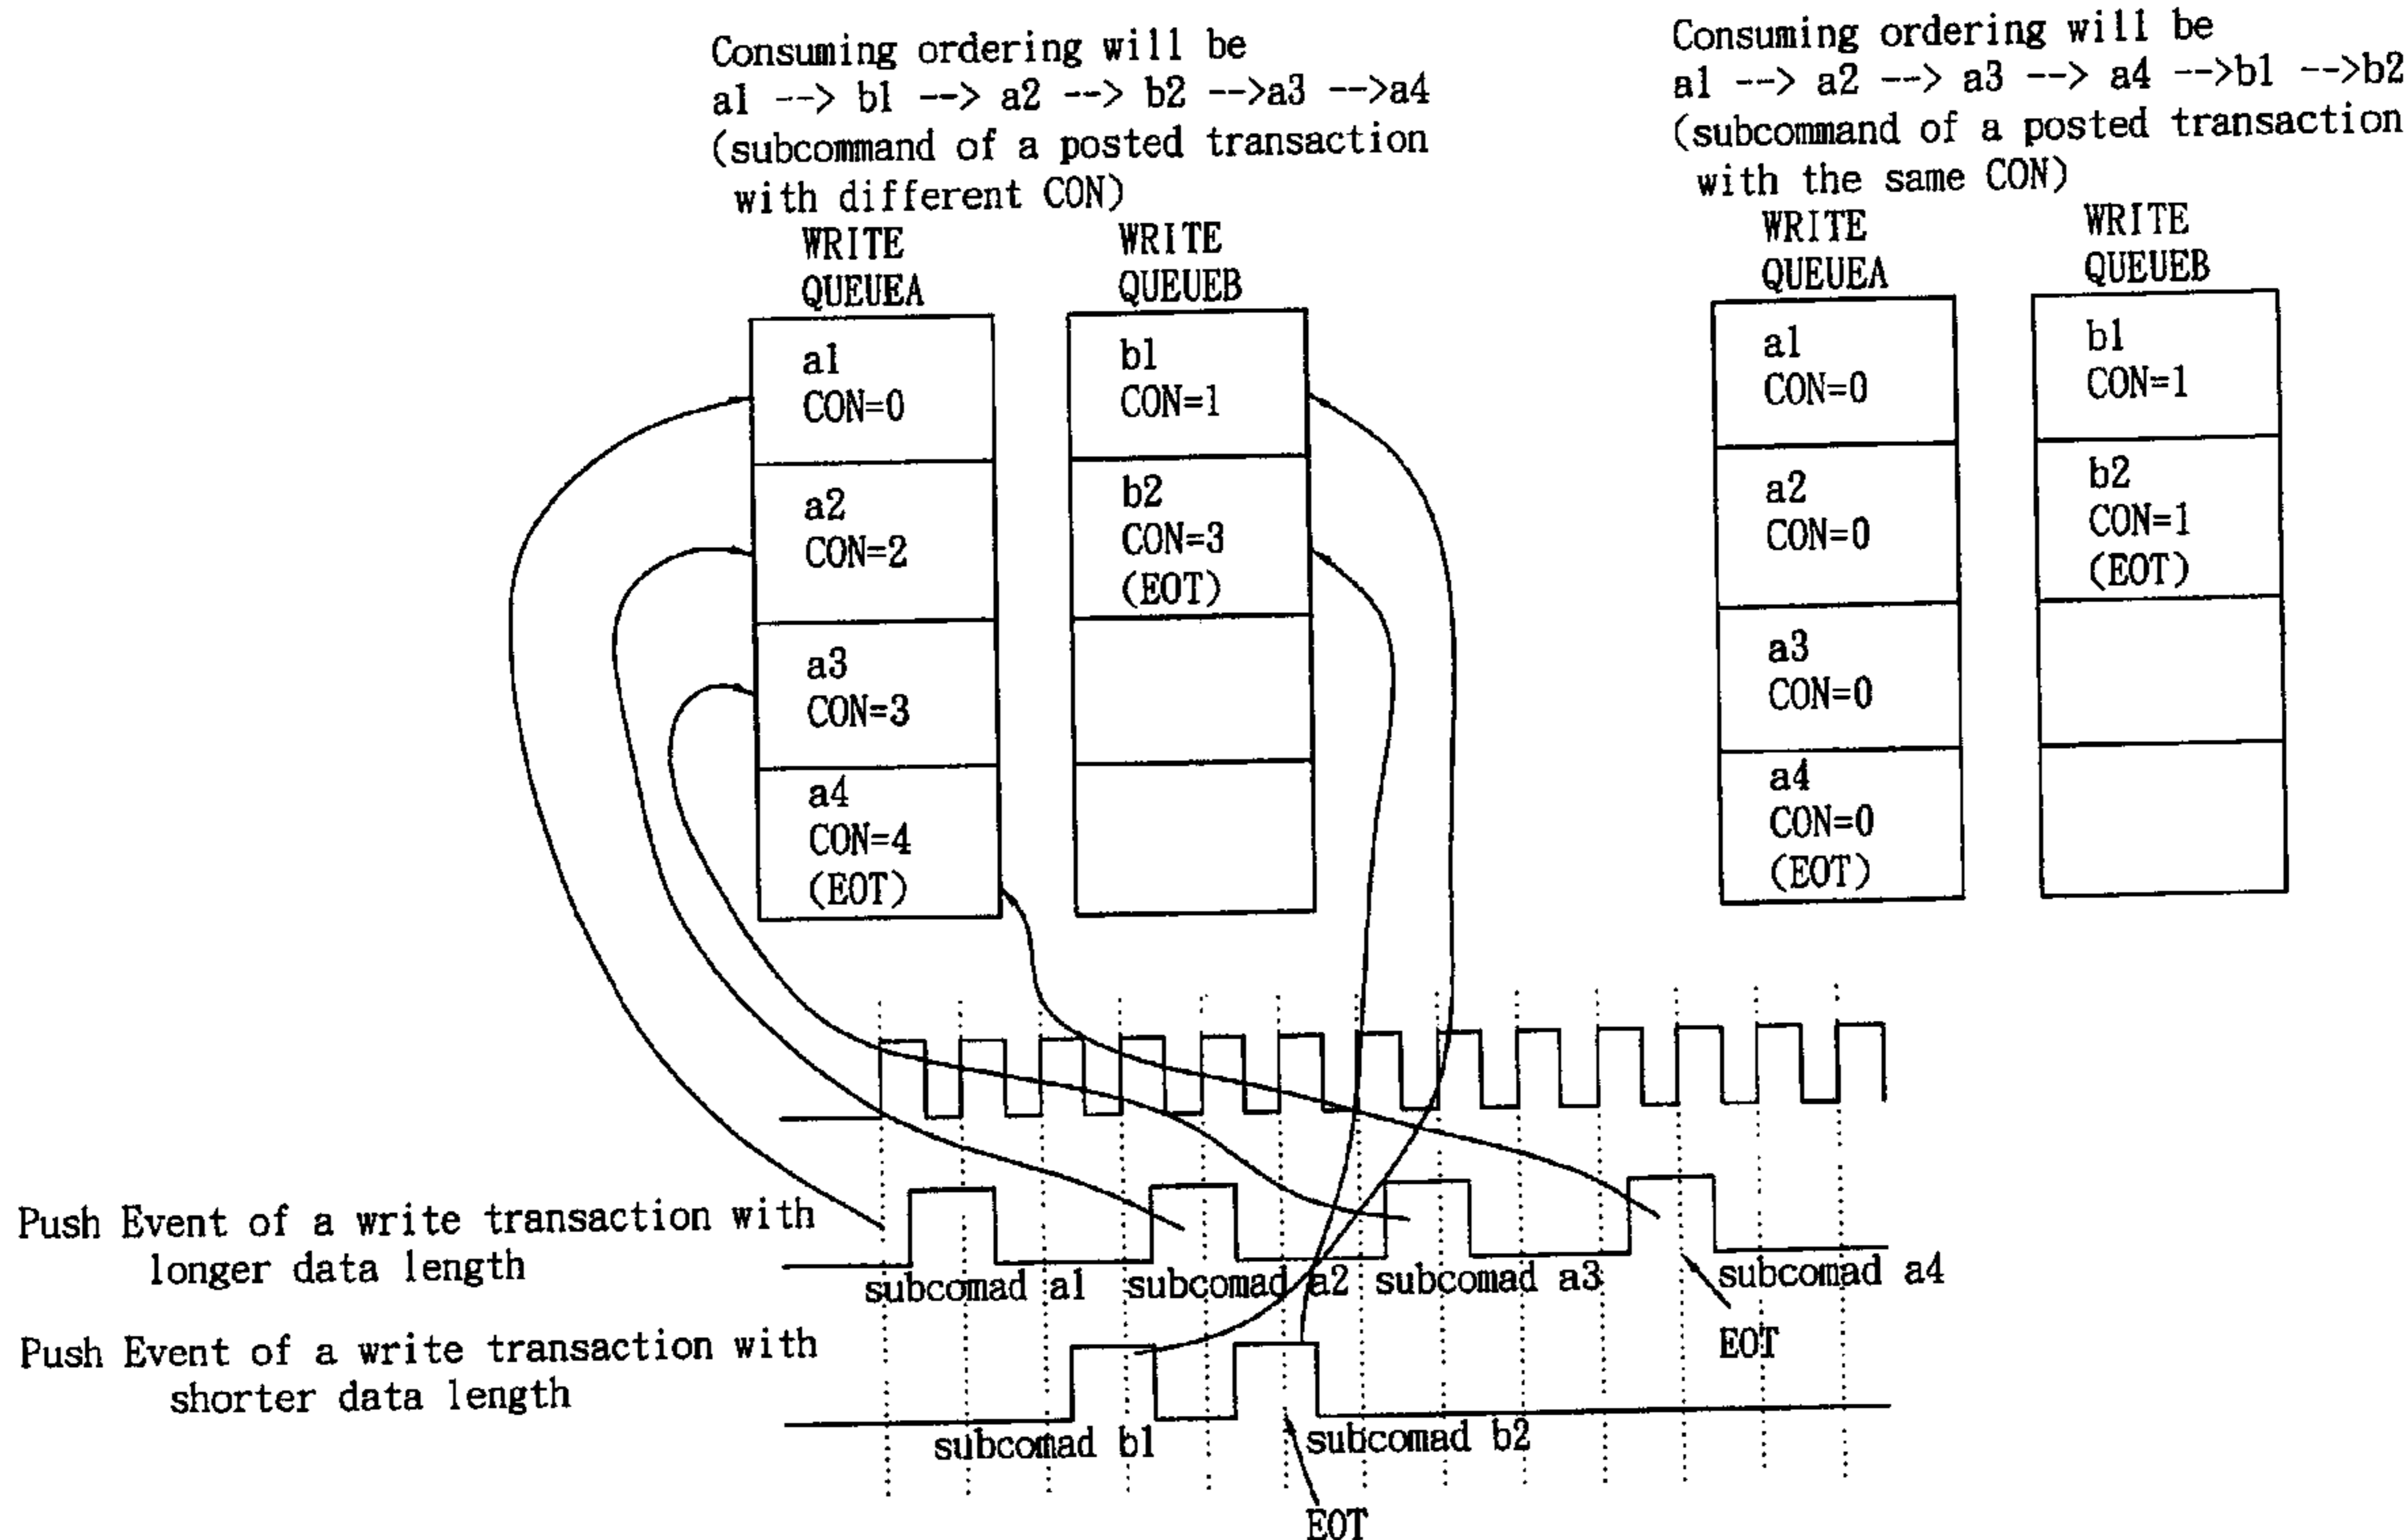 Consuming ordering will be
a1 --> b1 --> a2 --> b2 -->a3 -->a4
(subcommand of a posted transaction
with different CON)
WRITE
QUEUEA
WRITE
QUEUEB
a1
CON=0
a2
CON=2
a3
CON=3
a4
CON=4
(EOT)
b1
CON=1
b2
CON=3
(EOT)
Consuming ordering will be
a1 --> a2 --> a3 --> a4 -->b1 -->b2
(subcommand of a posted transaction
with the same CON)
WRITE
QUEUEA
WRITE
QUEUEB
a1
CON=0
a2
CON=0
a3
CON=0
a4
CON=0
(EOT)
b1
CON=1
b2
CON=1
(EOT)
Push Event of a write transaction with
longer data length
subcomad a1
subcomad a2
subcomad a3
subcomad a4
EOT
Push Event of a write transaction with
shorter data length
subcomad b1
subcomad b2
EOT